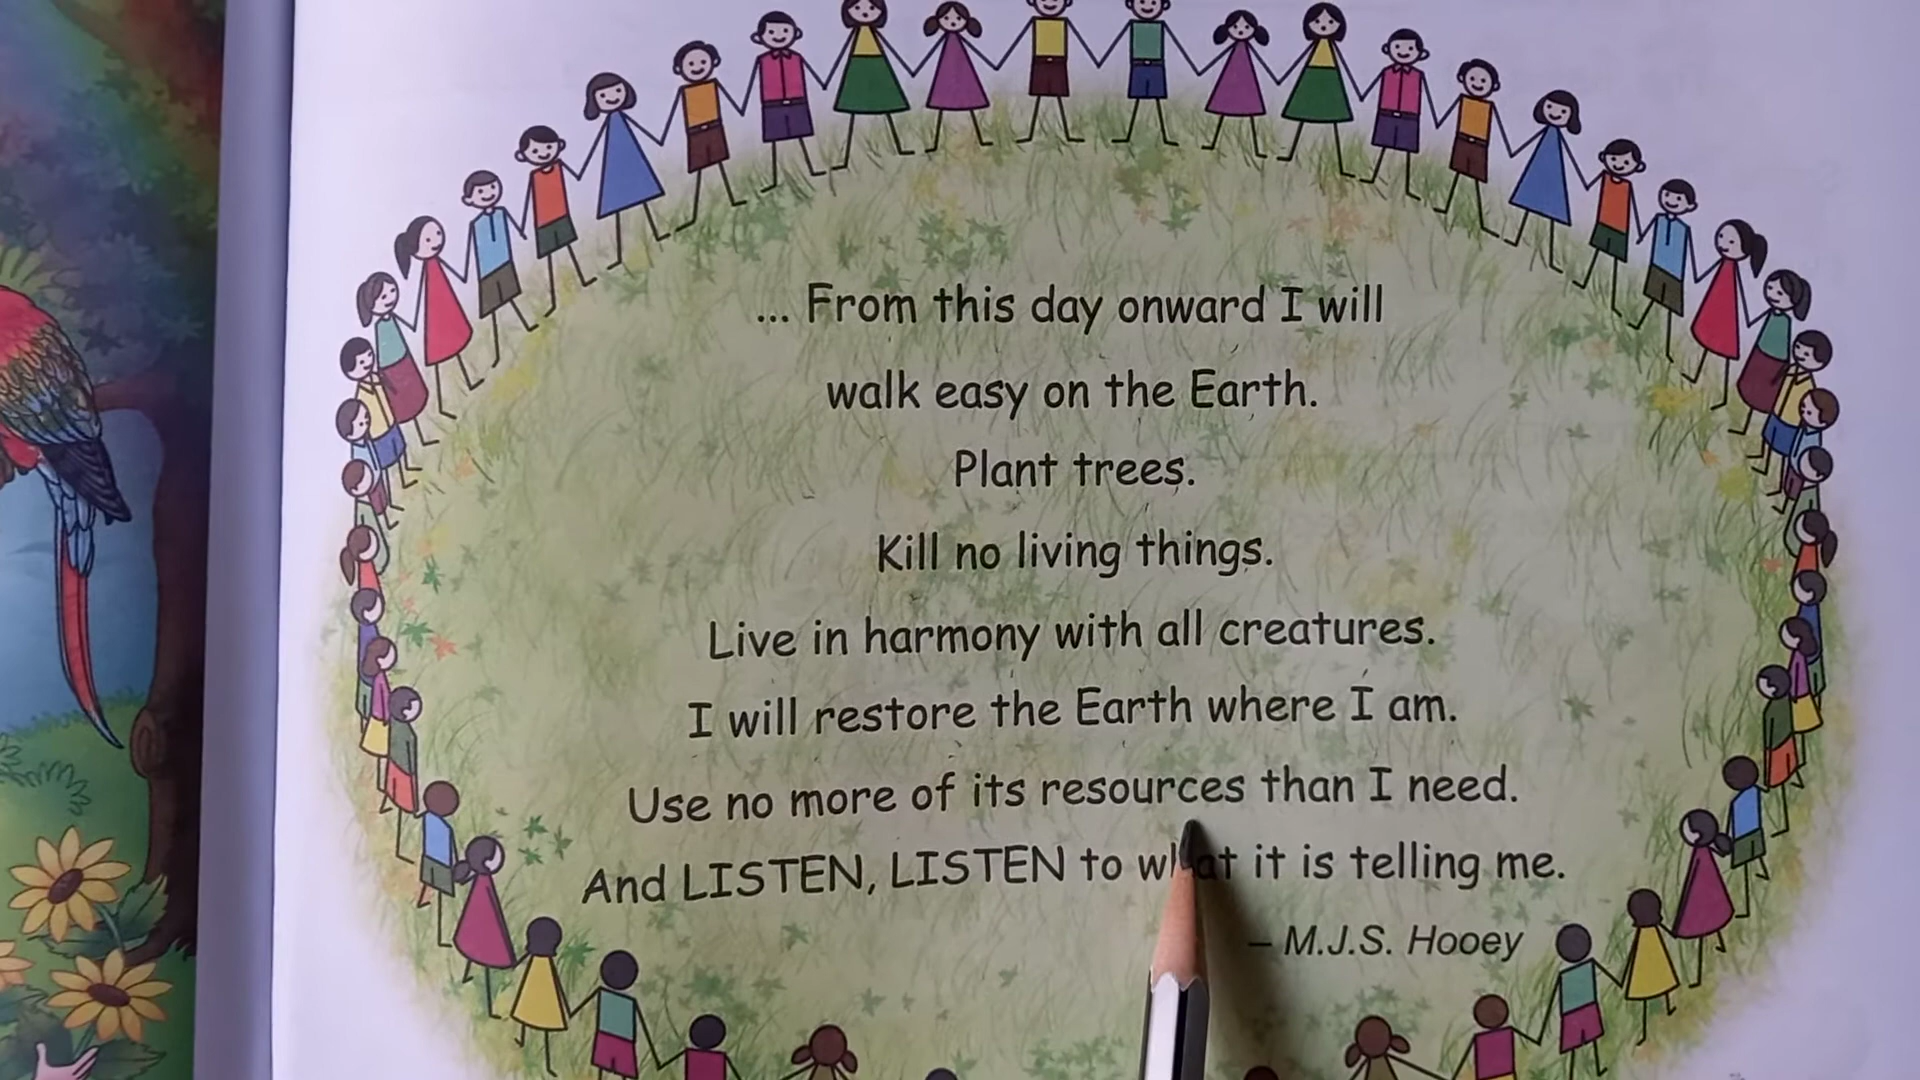 ... From this day onward I will
walk easy on the Earth.
Plant trees.
Kill no living things.
Live in harmony with all creatures.
I will restore the Earth where I am.
Use no more of its resources than I need.
And LISTEN, LISTEN to what it is telling me.
– M.J.S. Hooey